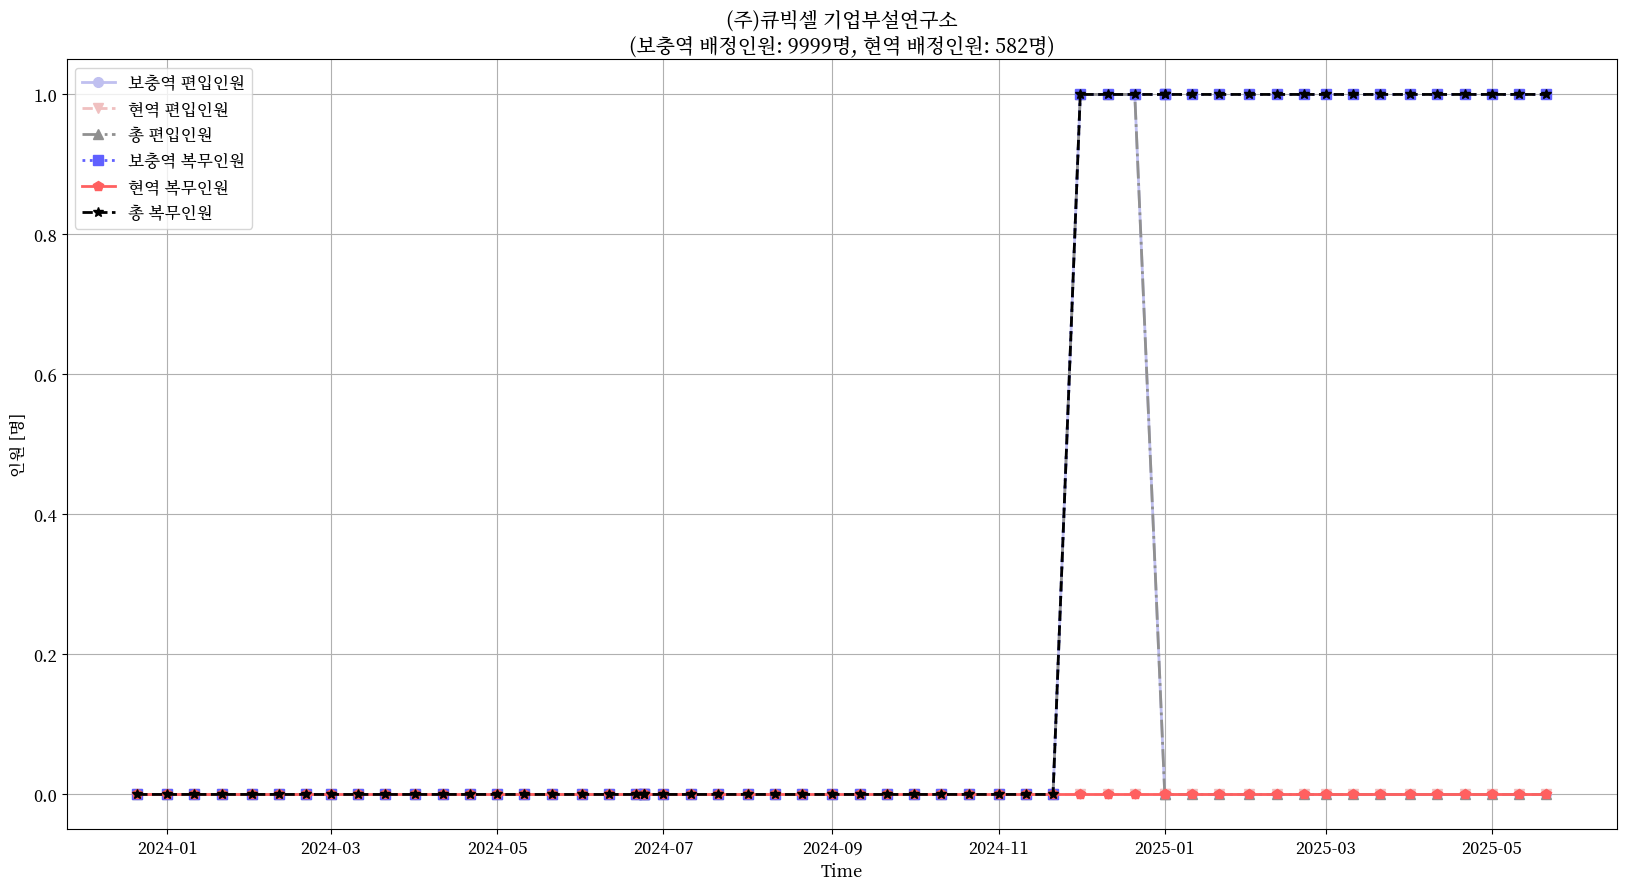 (주)큐빅셀 기업부설연구소
(보충역 배정인원: 9999명, 현역 배정인원: 582명)
보충역 편입인원
현역 편입인원
총 편입인원
보충역 복무인원
현역 복무인원
총 복무인원
1.0
0.8
0.6
0.4
0.2
0.0
인원 [명]
2024-01
2024-03
2024-05
2024-07
2024-09
2024-11
2025-01
2025-03
2025-05
Time